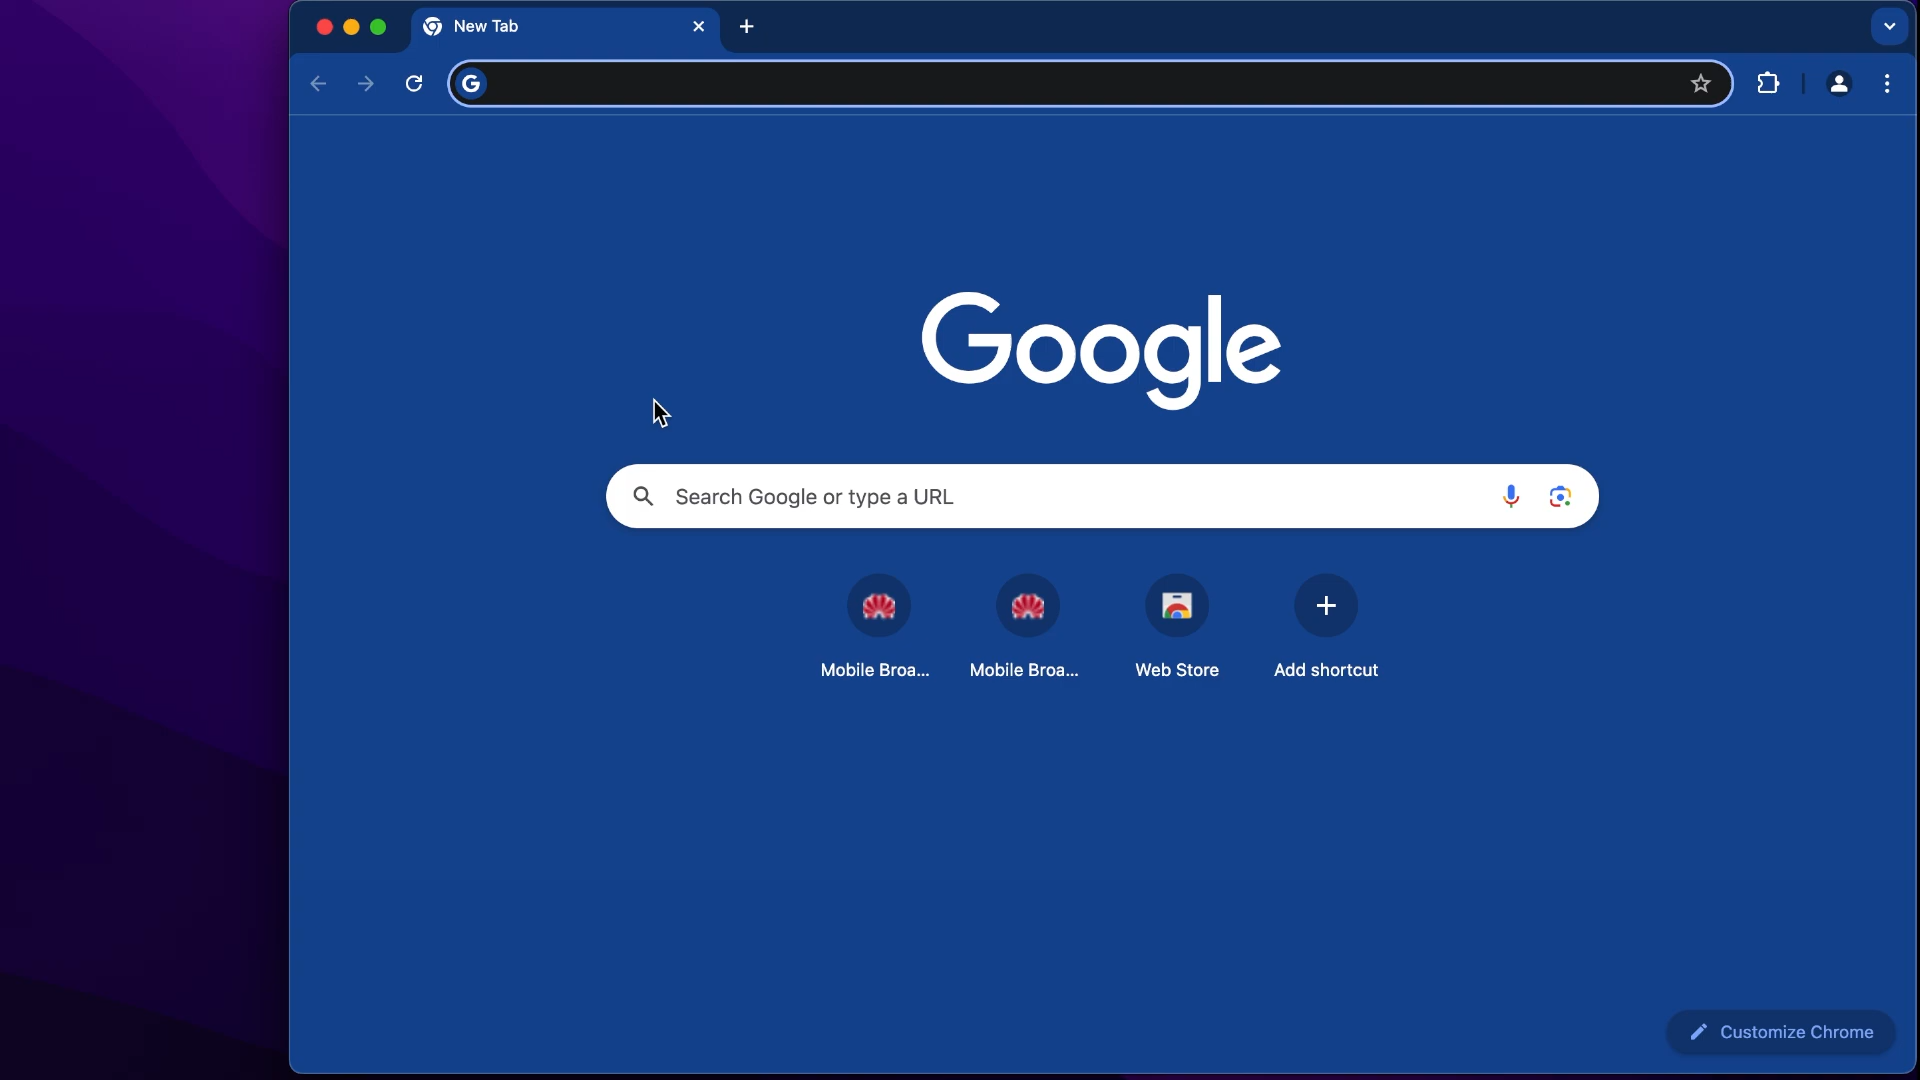 New Tab
Google
Search Google or type a URL
Mobile Broa...
Mobile Broa...
Web Store
Add shortcut
Customize Chrome